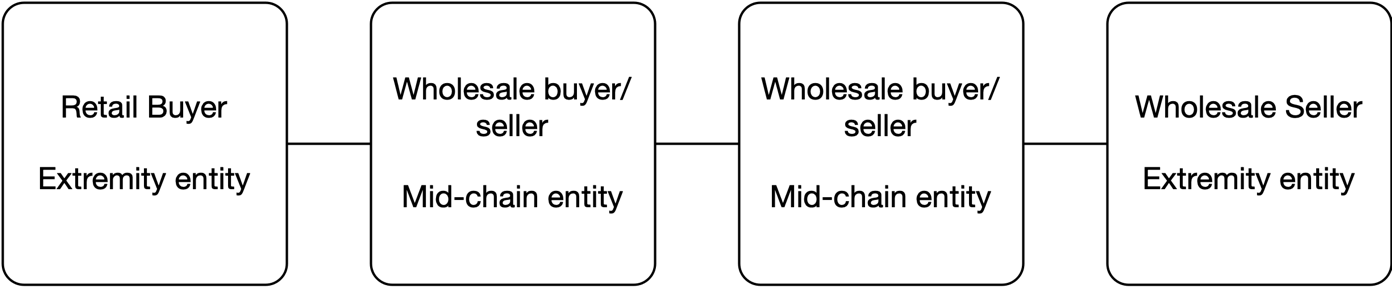 Retail Buyer
Extremity entity
Wholesale buyer/
seller
Mid-chain entity
Wholesale buyer/
seller
Mid-chain entity
Wholesale Seller
Extremity entity